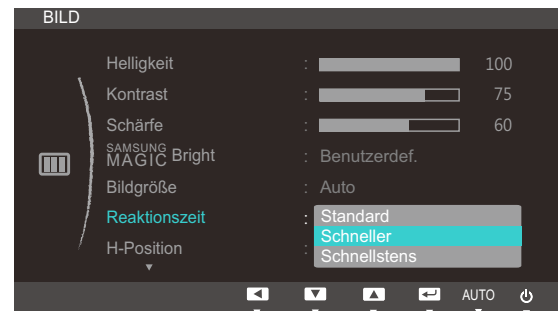 BILD
Helligkeit : 100
Kontrast : 75
Schärfe : 60
SAMSUNG MAGIC Bright : Benutzerdef.
Bildgröße : Auto
Reaktionszeit : Standard
Schneller
H-Position : Schnellstens
AUTO